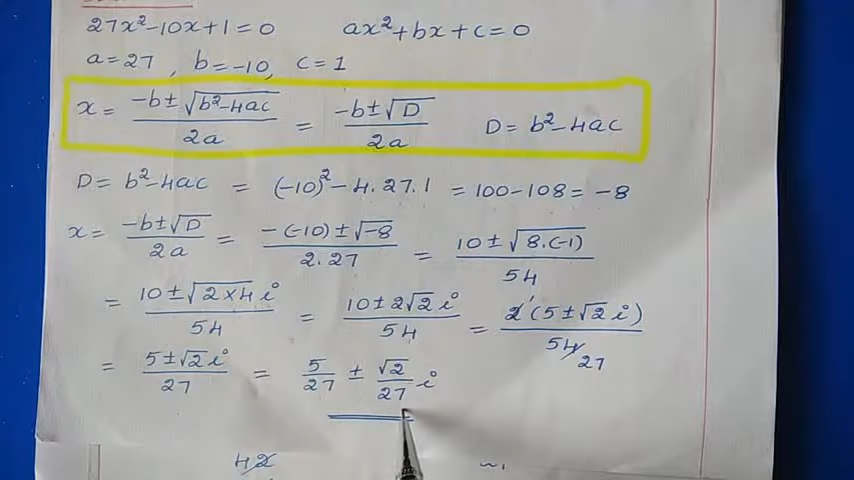 27x²-10x+1=0 ax²+bx+c=0
a=27, b=-10, c=1
x= (-b±√(b²-4ac))/2a = (-b±√D)/2a D=b²-4ac
D= b²-4ac = (-10)²-4.27.1 =100-108=-8
x= (-b±√D)/2a = (-(-10)±√-8)/2.27 = (10±√(8.(-1)))/54
= (10±√(2×4) i)/54 = (10±2√2 i)/54 = 2(5±√2 i)/54 1 27
= (5±√2 i)/27 = 5/27 ± √2/27 i
42